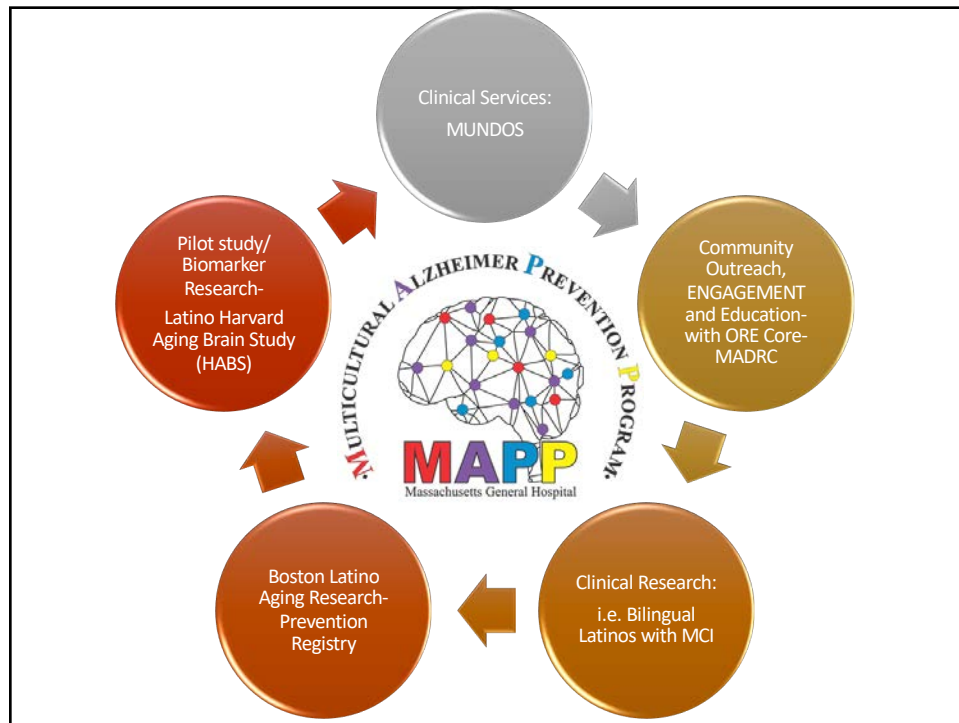 Clinical Services:
MUNDOS
Community
Outreach,
ENGAGEMENT
and Education-
with ORE Core-
MADRC
Clinical Research:
i.e. Bilingual
Latinos with MCI
Boston Latino
Aging Research-
Prevention
Registry
Pilot study/
Biomarker
Research-
Latino Harvard
Aging Brain Study
(HABS)
·MULTICULTURAL ALZHEIMER PREVENTION PROGRAM·
MAPP
Massachusetts General Hospital